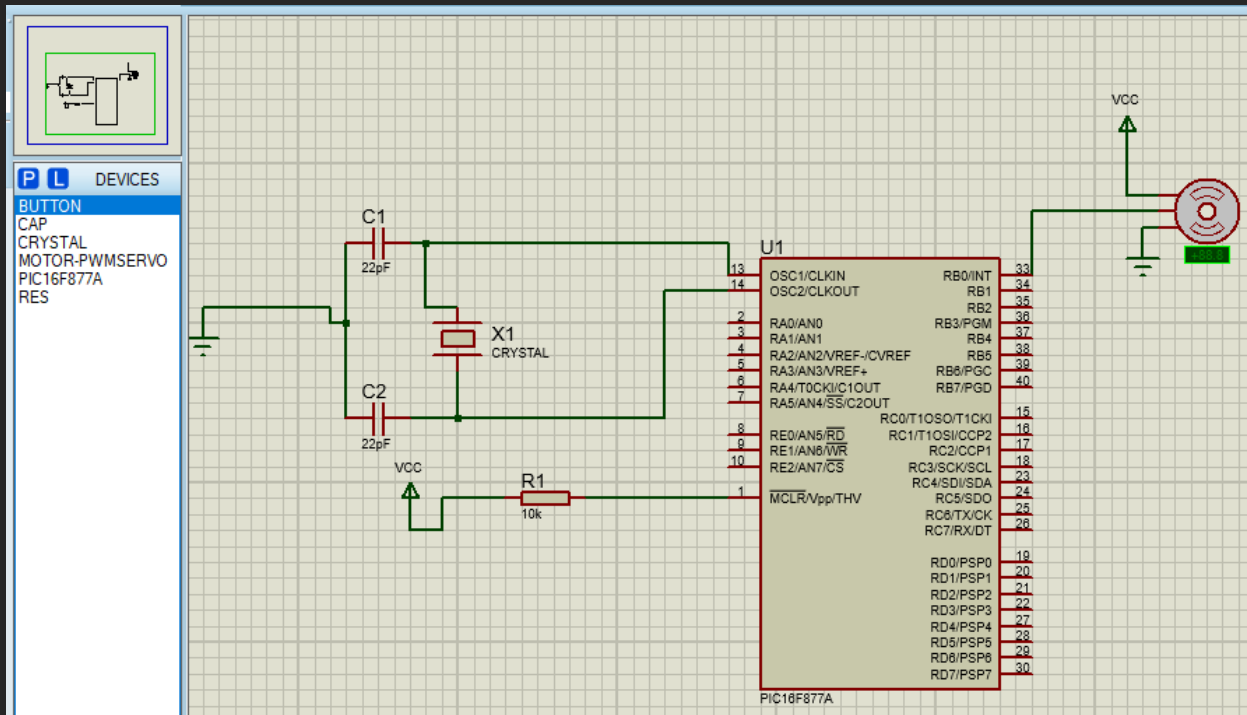 P L DEVICES
BUTTON
CAP
CRYSTAL
MOTOR-PWMSERVO
PIC16F877A
RES
VCC
C1
22pF
X1
CRYSTAL
C2
22pF
VCC
R1
10k
U1
13 OSC1/CLKIN
14 OSC2/CLKOUT
2 RA0/AN0
3 RA1/AN1
4 RA2/AN2/VREF-/CVREF
5 RA3/AN3/VREF+
6 RA4/T0CKI/C1OUT
7 RA5/AN4/SS/C2OUT
8 RE0/AN5/RD
9 RE1/AN6/WR
10 RE2/AN7/CS
1 MCLR/Vpp/THV
RB0/INT 33
RB1 34
RB2 35
RB3/PGM 36
RB4 37
RB5 38
RB6/PGC 39
RB7/PGD 40
RC0/T1OSO/T1CKI 15
RC1/T1OSI/CCP2 16
RC2/CCP1 17
RC3/SCK/SCL 18
RC4/SDI/SDA 23
RC5/SDO 24
RC6/TX/CK 25
RC7/RX/DT 26
RD0/PSP0 19
RD1/PSP1 20
RD2/PSP2 21
RD3/PSP3 22
RD4/PSP4 27
RD5/PSP5 28
RD6/PSP6 29
RD7/PSP7 30
PIC16F877A